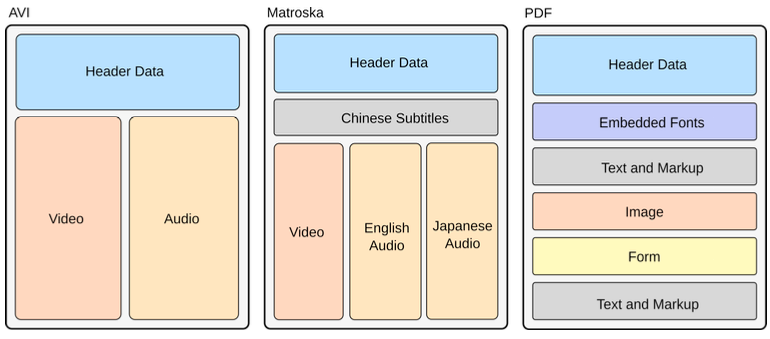 AVI
Header Data
Video
Audio
Matroska
Header Data
Chinese Subtitles
Video
English
Audio
Japanese
Audio
PDF
Header Data
Embedded Fonts
Text and Markup
Image
Form
Text and Markup